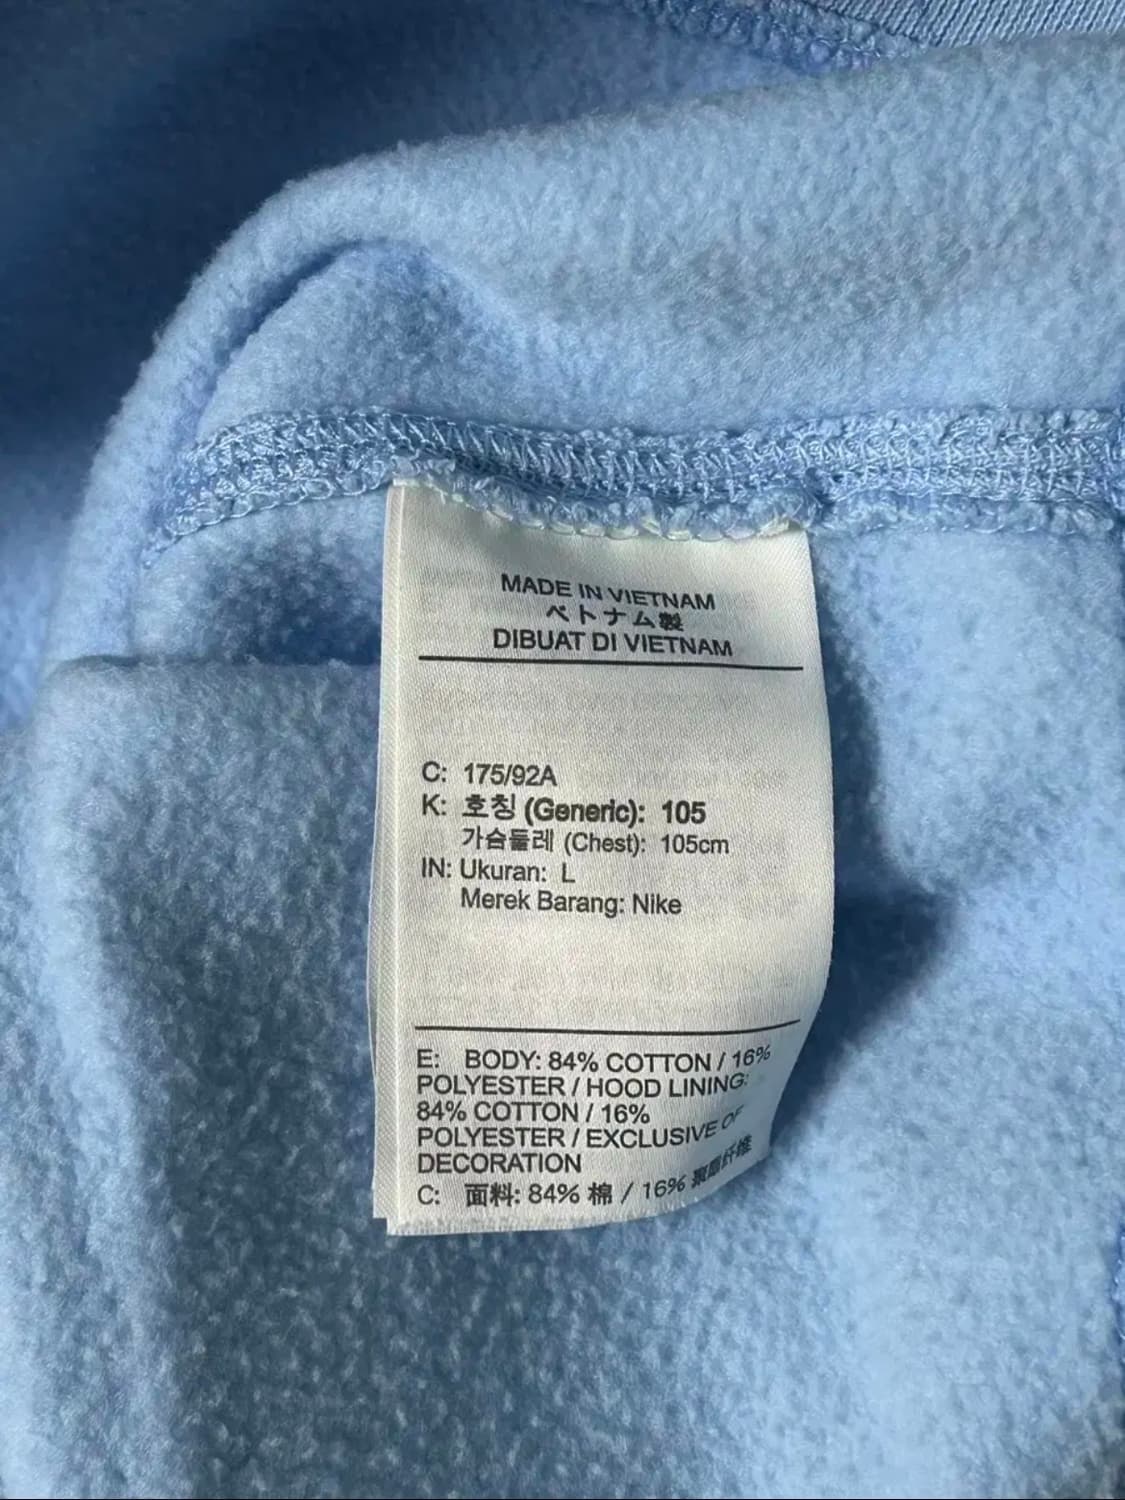 MADE IN VIETNAM
ベトナム製
DIBUAT DI VIETNAM
C: 175/92A
K: 호칭 (Generic): 105
가슴둘레 (Chest): 105cm
IN: Ukuran: L
Merek Barang: Nike
E: BODY: 84% COTTON / 16%
POLYESTER / HOOD LINING:
84% COTTON / 16%
POLYESTER / EXCLUSIVE OF
DECORATION
C: 面料: 84% 棉 / 16% 聚酯纤维